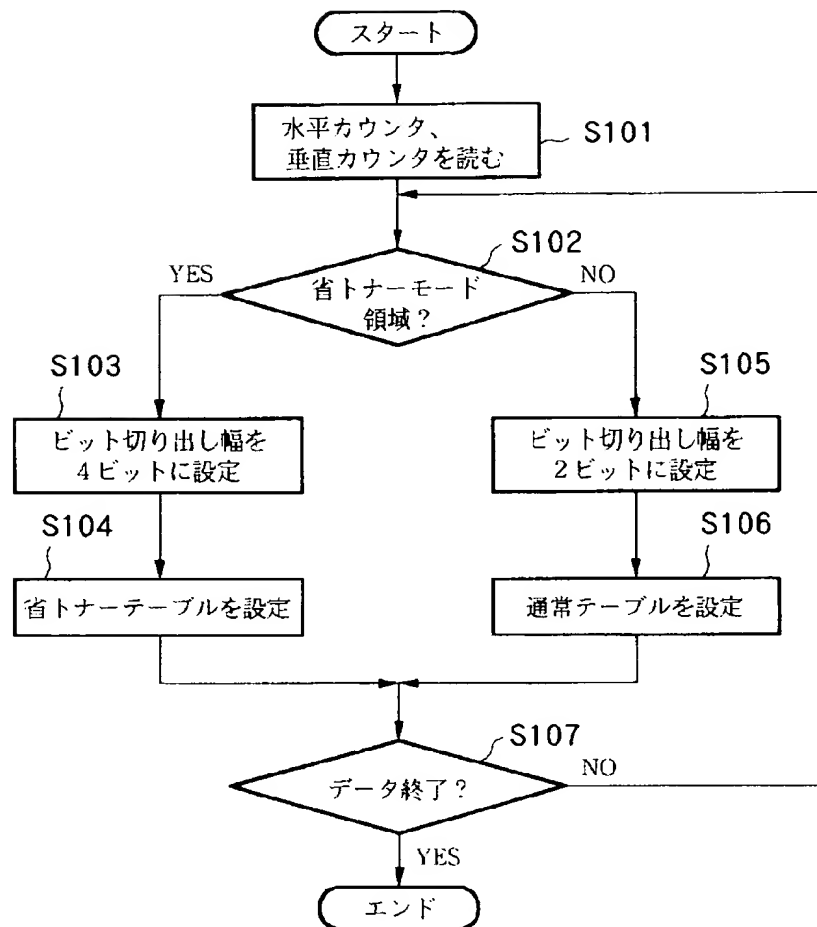 スタート
水平カウンタ、
垂直カウンタを読む
S101
S102
YES
NO
省トナーモード
領域？
S103
S105
ビット切り出し幅を
4ビットに設定
ビット切り出し幅を
2ビットに設定
S104
S106
省トナーテーブルを設定
通常テーブルを設定
S107
データ終了？
NO
YES
エンド